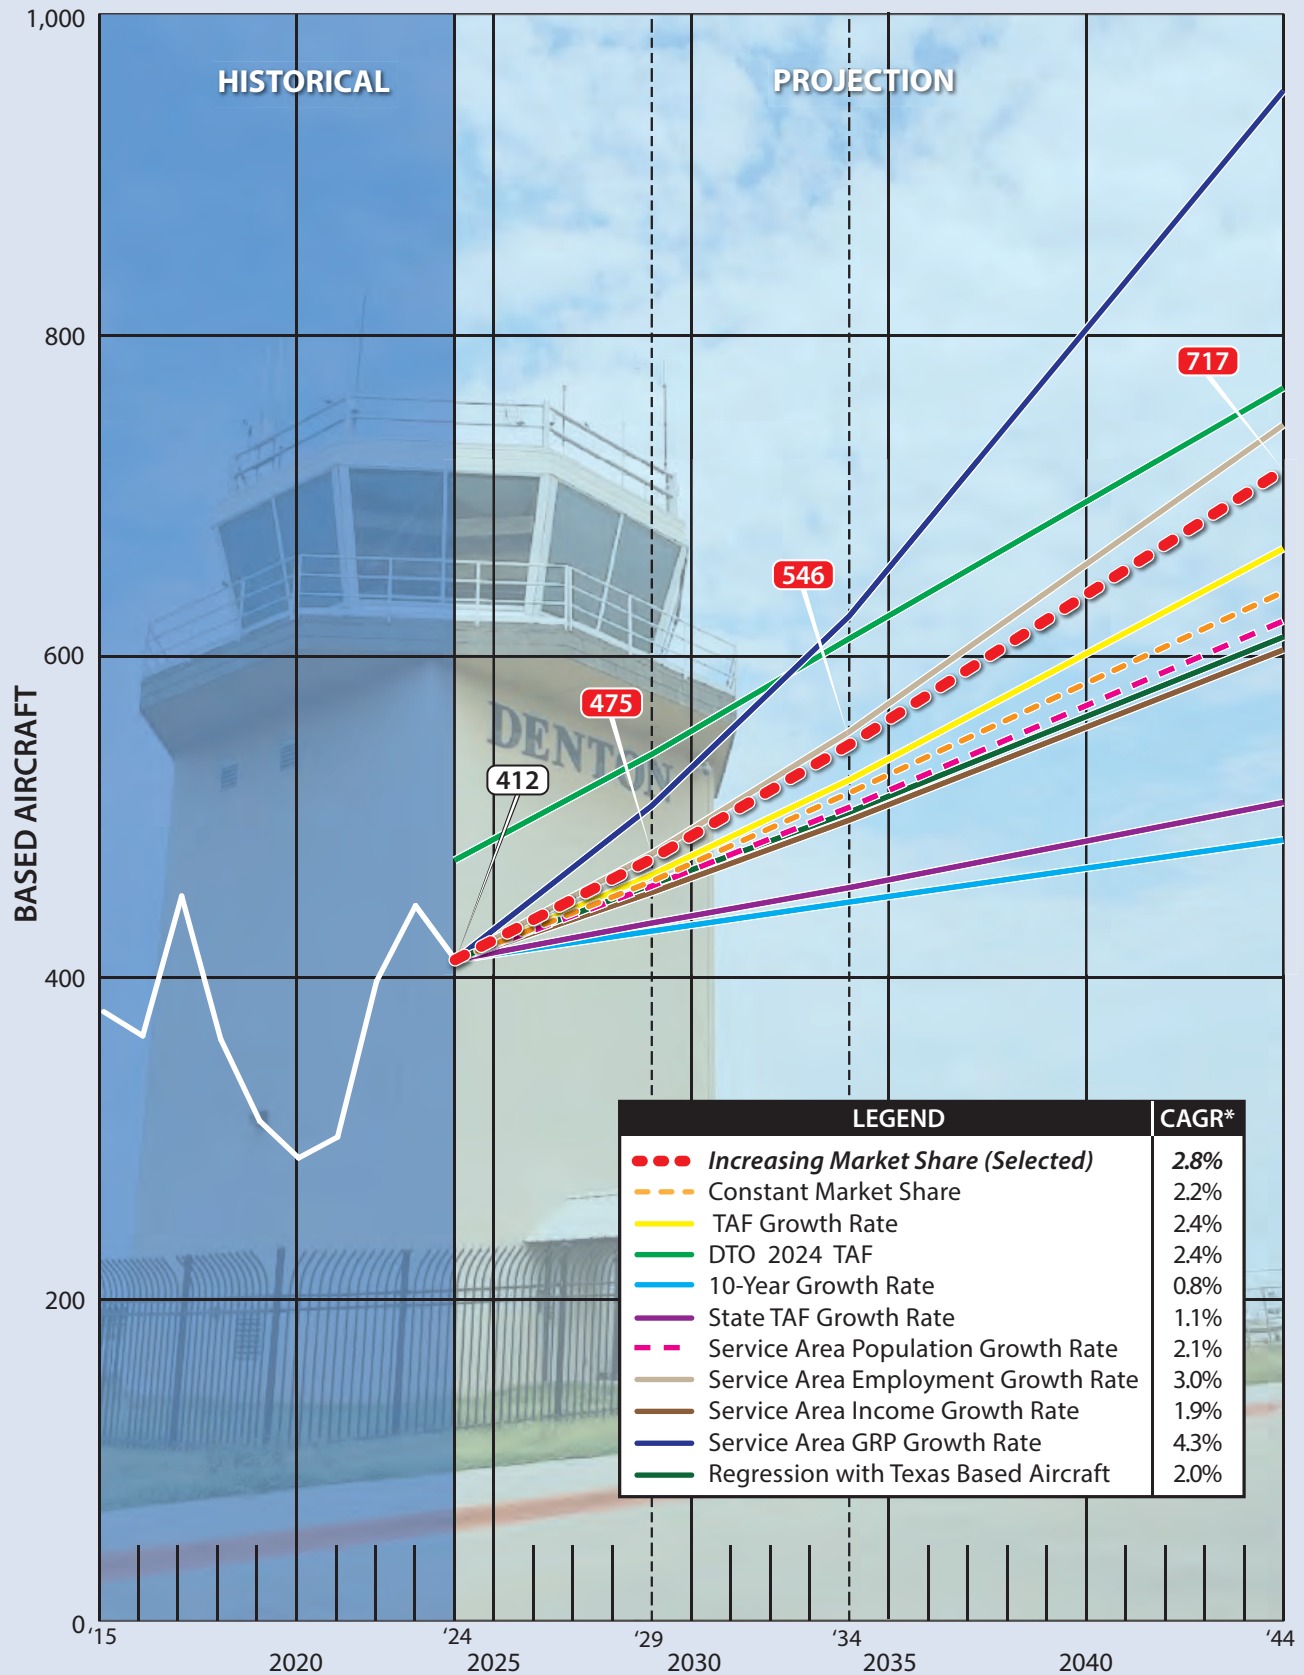 1,000
HISTORICAL
PROJECTION
800
717
600
546
475
DENTON
412
BASED AIRCRAFT
400
200
0
LEGEND CAGR*
Increasing Market Share (Selected) 2.8%
Constant Market Share 2.2%
TAF Growth Rate 2.4%
DTO 2024 TAF 2.4%
10-Year Growth Rate 0.8%
State TAF Growth Rate 1.1%
Service Area Population Growth Rate 2.1%
Service Area Employment Growth Rate 3.0%
Service Area Income Growth Rate 1.9%
Service Area GRP Growth Rate 4.3%
Regression with Texas Based Aircraft 2.0%
‘15 ‘24 ‘29 ‘34 ‘44
2020 2025 2030 2035 2040